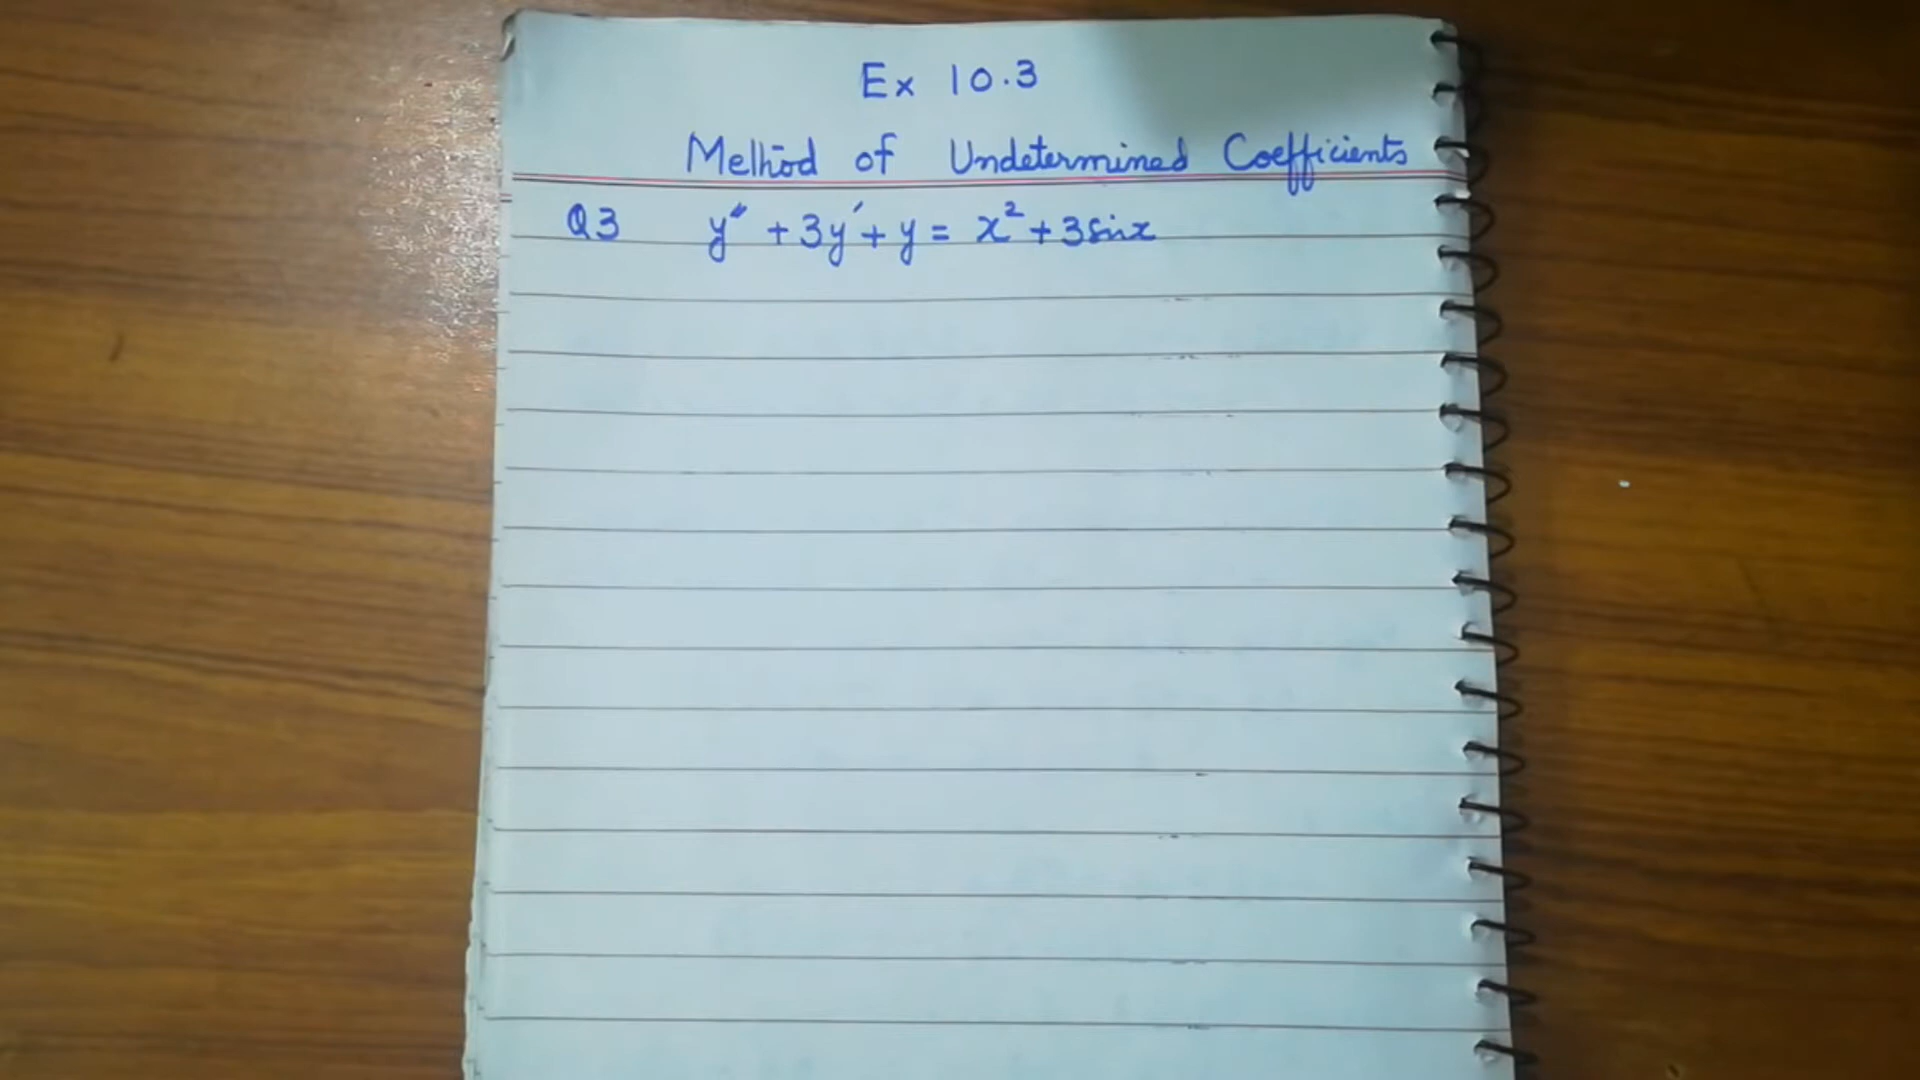 Ex 10.3
Method of Undetermined Coefficients
Q3 y″ + 3y′ + y = x² + 3sinx